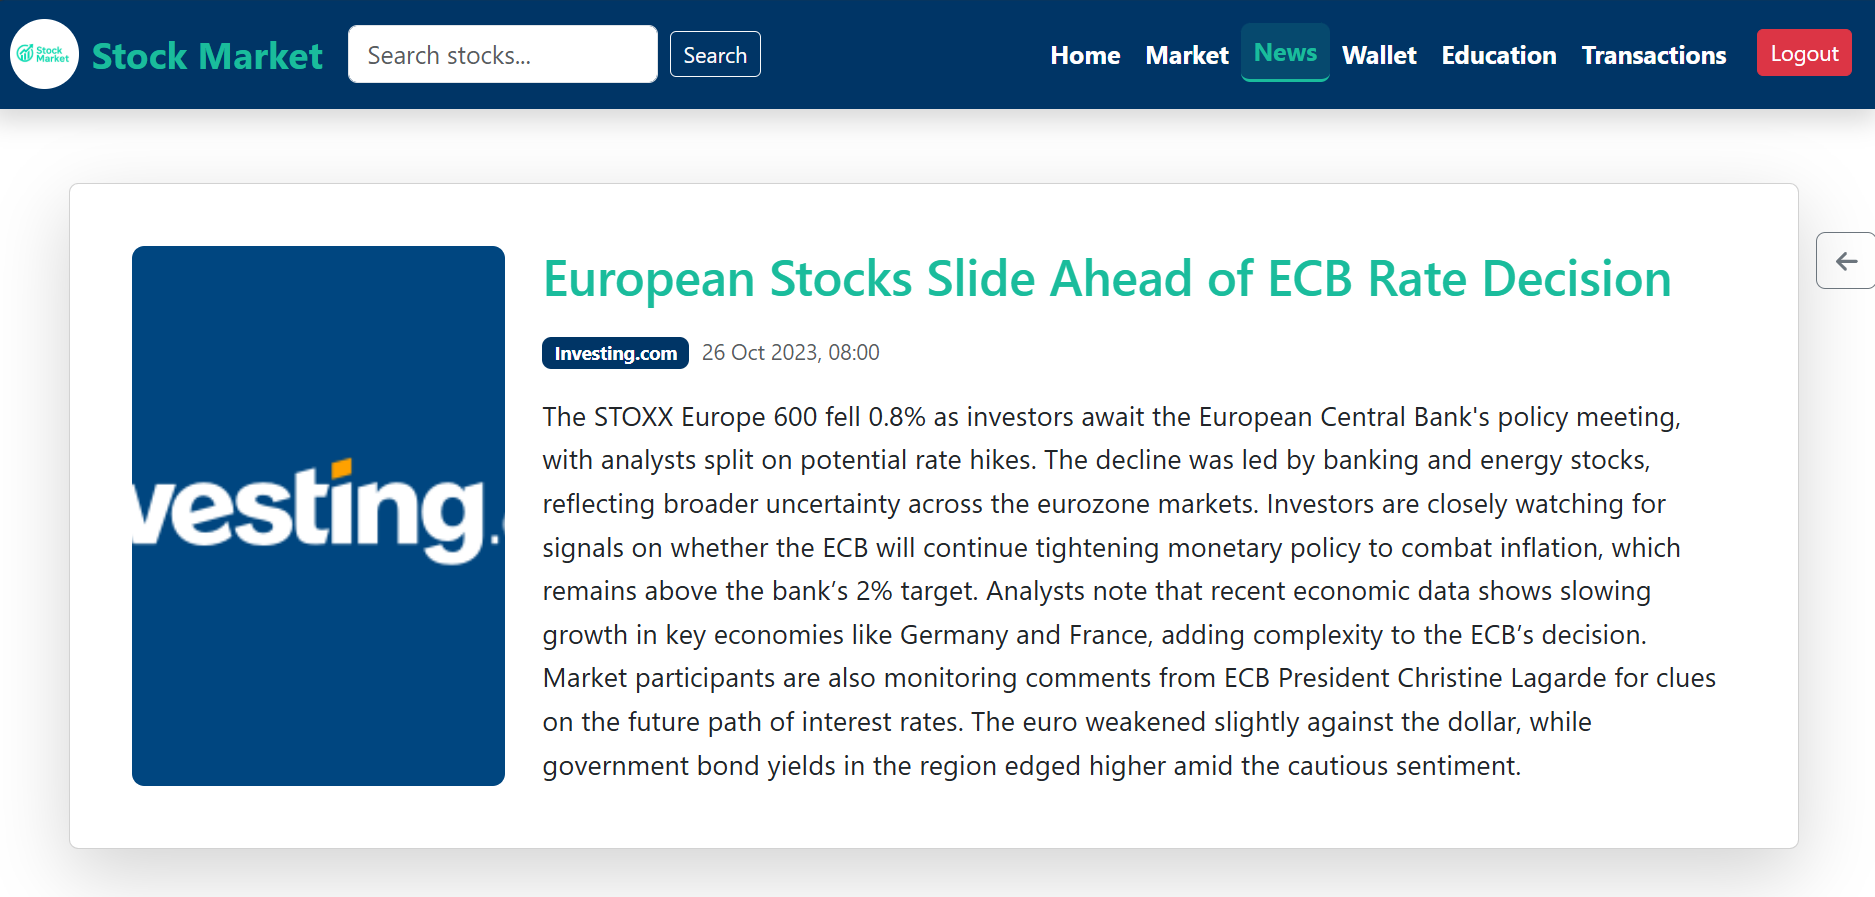 Stock
Market
Stock Market
Search stocks...
Search
Home
Market
News
Wallet
Education
Transactions
Logout
vesting.
European Stocks Slide Ahead of ECB Rate Decision
Investing.com 26 Oct 2023, 08:00
The STOXX Europe 600 fell 0.8% as investors await the European Central Bank's policy meeting,
with analysts split on potential rate hikes. The decline was led by banking and energy stocks,
reflecting broader uncertainty across the eurozone markets. Investors are closely watching for
signals on whether the ECB will continue tightening monetary policy to combat inflation, which
remains above the bank’s 2% target. Analysts note that recent economic data shows slowing
growth in key economies like Germany and France, adding complexity to the ECB’s decision.
Market participants are also monitoring comments from ECB President Christine Lagarde for clues
on the future path of interest rates. The euro weakened slightly against the dollar, while
government bond yields in the region edged higher amid the cautious sentiment.